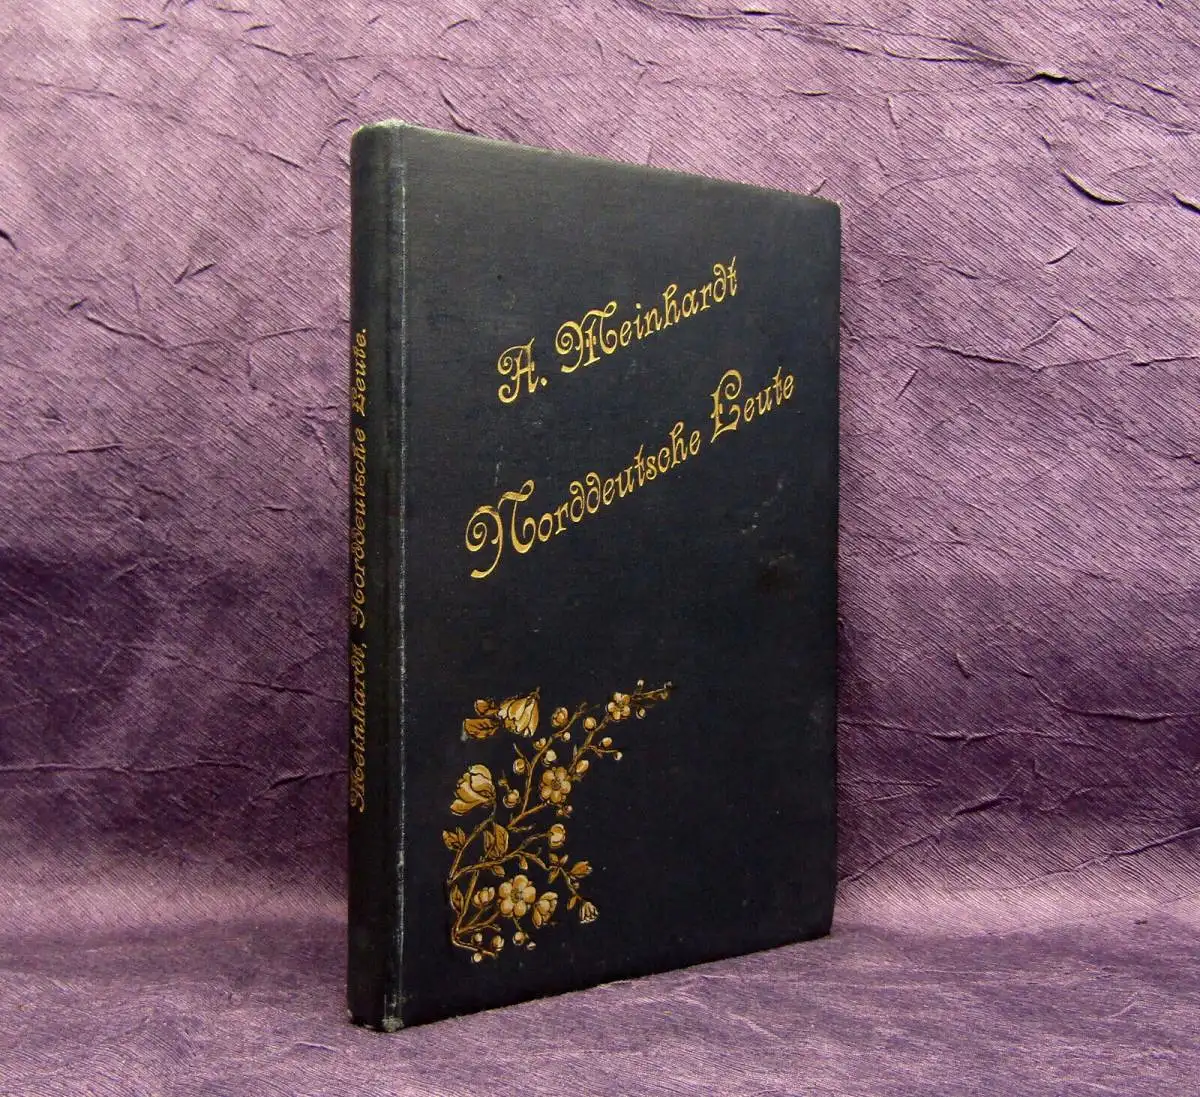 A. Meinhardt
Norddeutsche Leute
Meinhardt, Norddeutsche Leute.